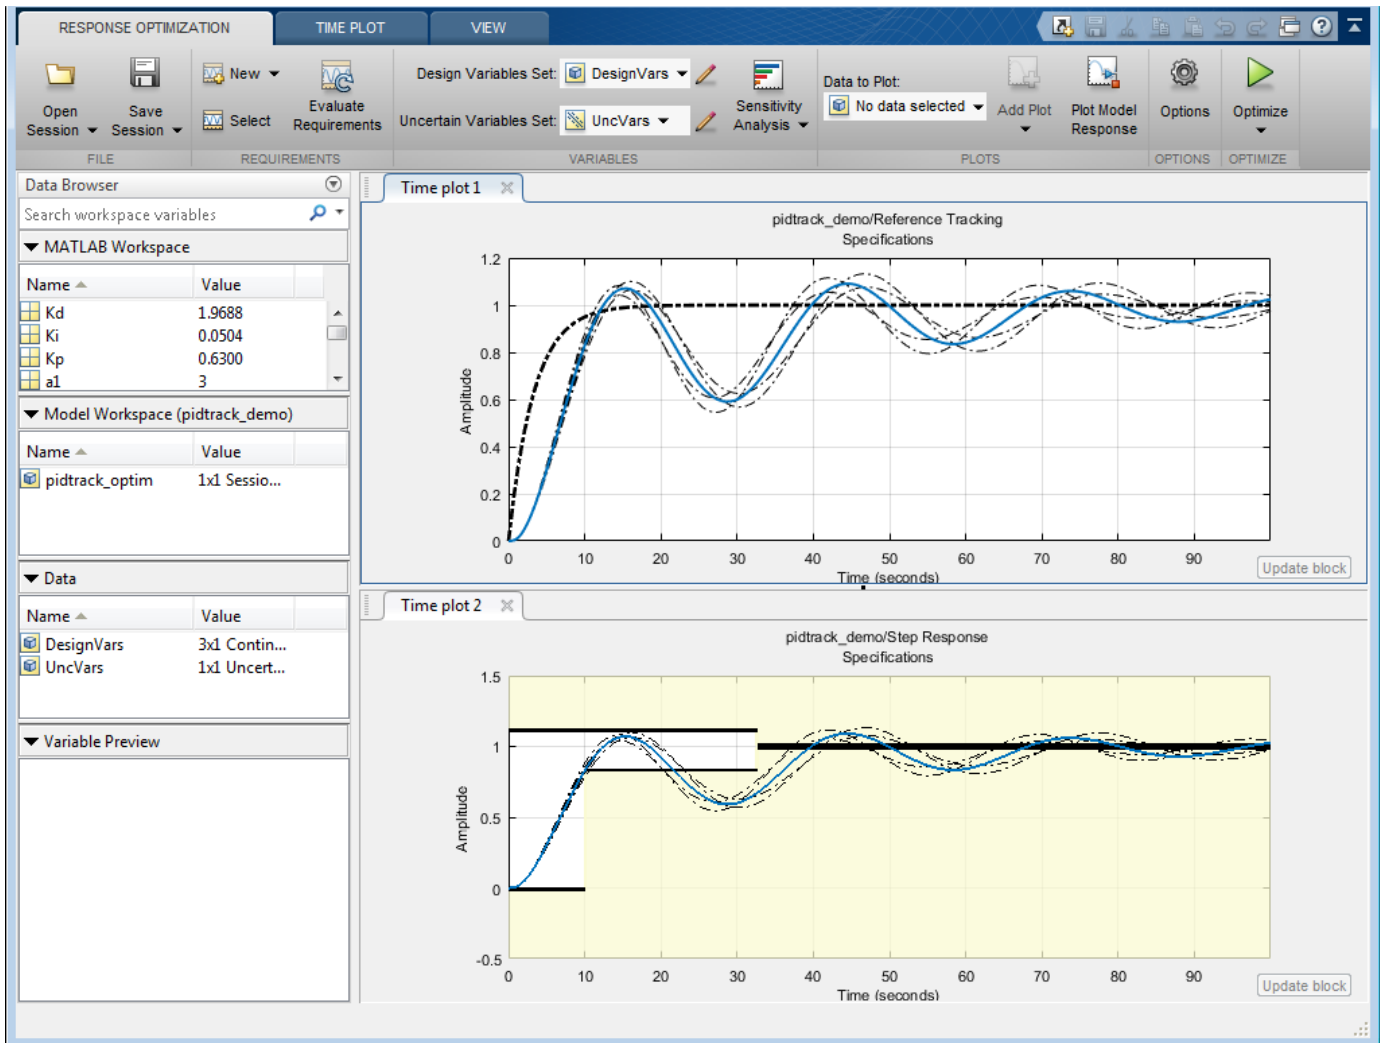 RESPONSE OPTIMIZATION TIME PLOT VIEW
New Design Variables Set: DesignVars Data to Plot:
Open Session Save Session Select Evaluate Requirements Uncertain Variables Set: UncVars Sensitivity Analysis No data selected Add Plot Plot Model Response Options Optimize
FILE REQUIREMENTS VARIABLES PLOTS OPTIONS OPTIMIZE
Data Browser
Search workspace variables
MATLAB Workspace
Name Value
Kd 1.9688
Ki 0.0504
Kp 0.6300
a1 3
Model Workspace (pidtrack_demo)
Name Value
pidtrack_optim 1x1 Sessio...
Data
Name Value
DesignVars 3x1 Contin...
UncVars 1x1 Uncert...
Variable Preview
Time plot 1
pidtrack_demo/Reference Tracking
Specifications
1.2
1
0.8
0.6
0.4
0.2
0
Amplitude
0 10 20 30 40 50 60 70 80 90
Time (seconds)
Update block
Time plot 2
pidtrack_demo/Step Response
Specifications
1.5
1
0.5
0
-0.5
Amplitude
0 10 20 30 40 50 60 70 80 90
Time (seconds)
Update block